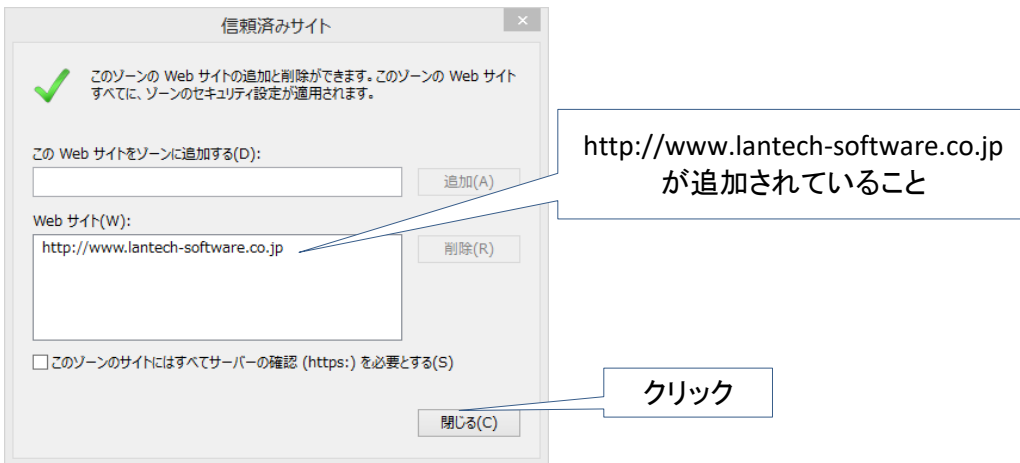 信頼済みサイト
このゾーンの Web サイトの追加と削除ができます。このゾーンの Web サイト
すべてに、ゾーンのセキュリティ設定が適用されます。
この Web サイトをゾーンに追加する(D):
追加(A)
Web サイト(W):
http://www.lantech-software.co.jp
削除(R)
このゾーンのサイトにはすべてサーバーの確認 (https:) を必要とする(S)
閉じる(C)
http://www.lantech-software.co.jp
が追加されていること
クリック